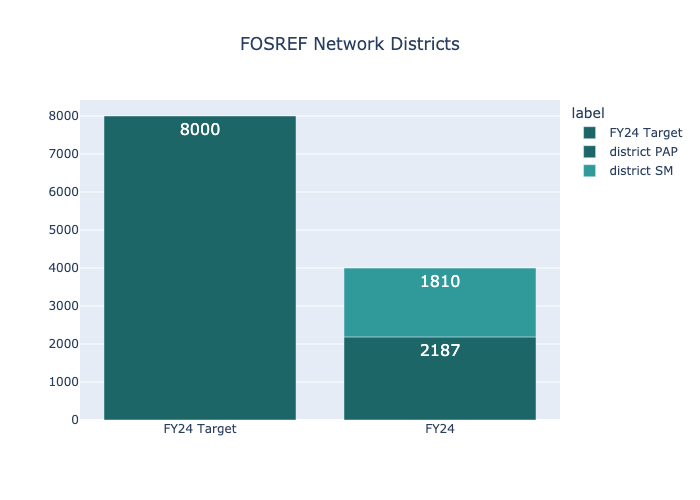 FOSREF Network Districts
8000
7000
6000
5000
4000
3000
2000
1000
0
8000
1810
2187
FY24 Target
FY24
label
FY24 Target
district PAP
district SM